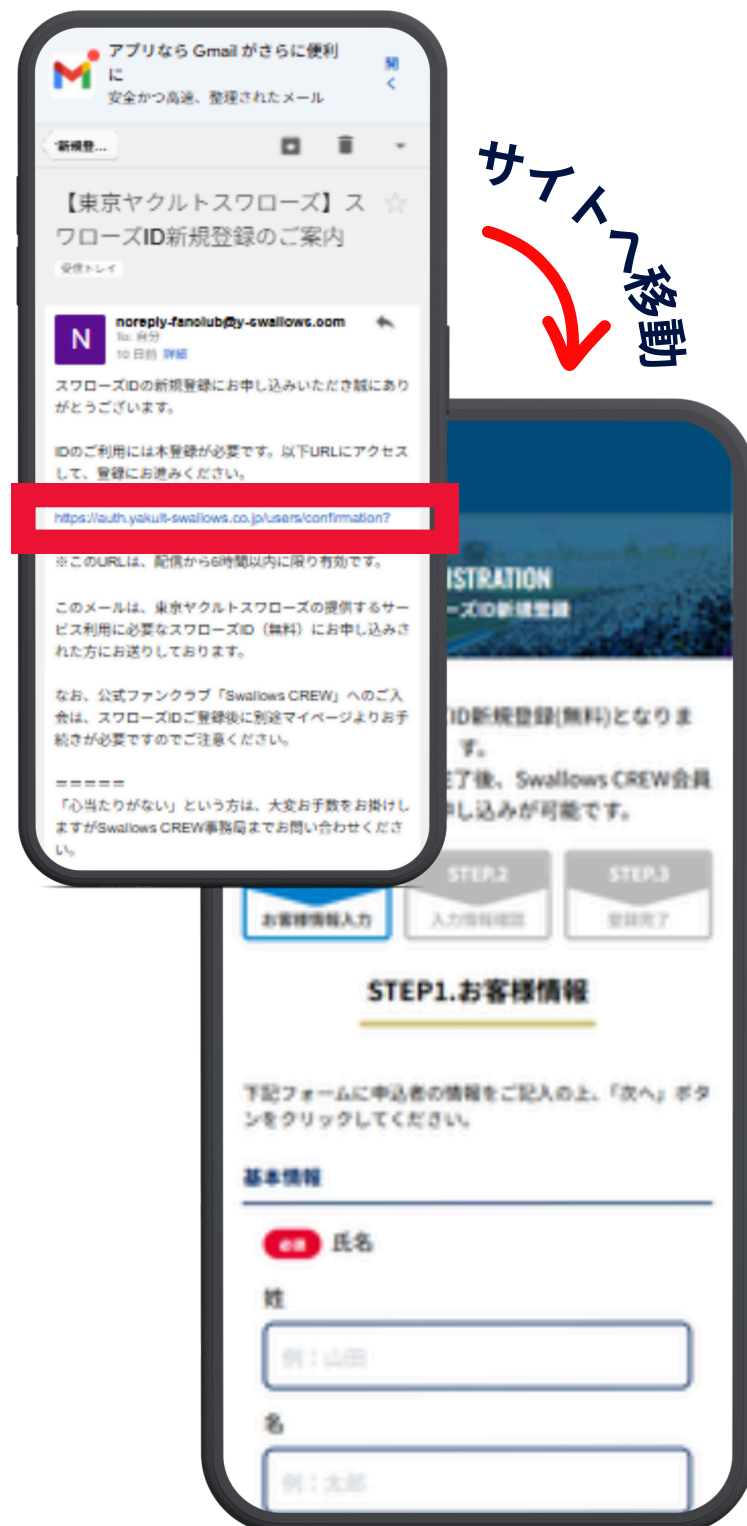 アプリなら Gmail がさらに便利
に
安全かつ高速、整理されたメール
開
く
"新規登...
【東京ヤクルトスワローズ】ス
ワローズID新規登録のご案内
受信トレイ
N
noreply-fanclub@y-swallows.com
To: 自分
10 日前 詳細
スワローズIDの新規登録にお申し込みいただき誠にあり
がとうございます。
IDのご利用には本登録が必要です。以下URLにアクセス
して、登録にお進みください。
https://auth.yakult-swallows.co.jp/users/confirmation?
※このURLは、配信から6時間以内に限り有効です。
このメールは、東京ヤクルトスワローズの提供するサー
ビス利用に必要なスワローズID（無料）にお申し込みさ
れた方にお送りしております。
なお、公式ファンクラブ「Swallows CREW」へのご入
会は、スワローズIDご登録後に別途マイページよりお手
続きが必要ですのでご注意ください。
=====
「心当たりがない」という方は、大変お手数をお掛けし
ますがSwallows CREW事務局までお問い合わせくださ
い。
サイトへ移動
ISTRATION
ーズID新規登録
ID新規登録(無料)となりま
す。
完了後、Swallows CREW会員
申し込みが可能です。
STEP.2
STEP.3
お客様情報入力
入力情報確認
登録完了
STEP1.お客様情報
下記フォームに申込者の情報をご記入の上、「次へ」ボタ
ンをクリックしてください。
基本情報
必須 氏名
姓
例：山田
名
例：太郎